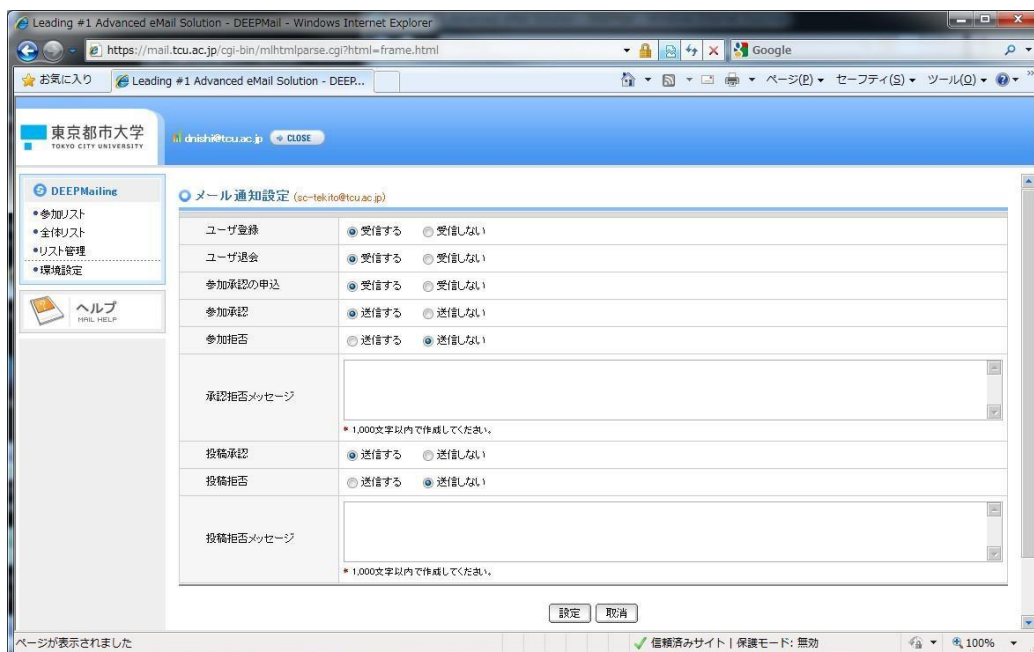 Leading #1 Advanced eMail Solution - DEEPMail - Windows Internet Explorer
https://mail.tcu.ac.jp/cgi-bin/mlhtmlparse.cgi?html=frame.html
Google
お気に入り
Leading #1 Advanced eMail Solution - DEEP...
ページ(P) セーフティ(S) ツール(O)
東京都市大学
TOKYO CITY UNIVERSITY
dnishi@tcu.ac.jp CLOSE
DEEPMailing
•参加リスト
•全体リスト
•リスト管理
•環境設定
ヘルプ
MAIL HELP
メール通知設定 (sc-tekito@tcu.ac.jp)
ユーザ登録 受信する 受信しない
ユーザ退会 受信する 受信しない
参加承認の申込 受信する 受信しない
参加承認 送信する 送信しない
参加拒否 送信する 送信しない
承認拒否メッセージ
* 1,000文字以内で作成してください。
投稿承認 送信する 送信しない
投稿拒否 送信する 送信しない
投稿拒否メッセージ
* 1,000文字以内で作成してください。
設定 取消
ページが表示されました
信頼済みサイト | 保護モード: 無効
100%